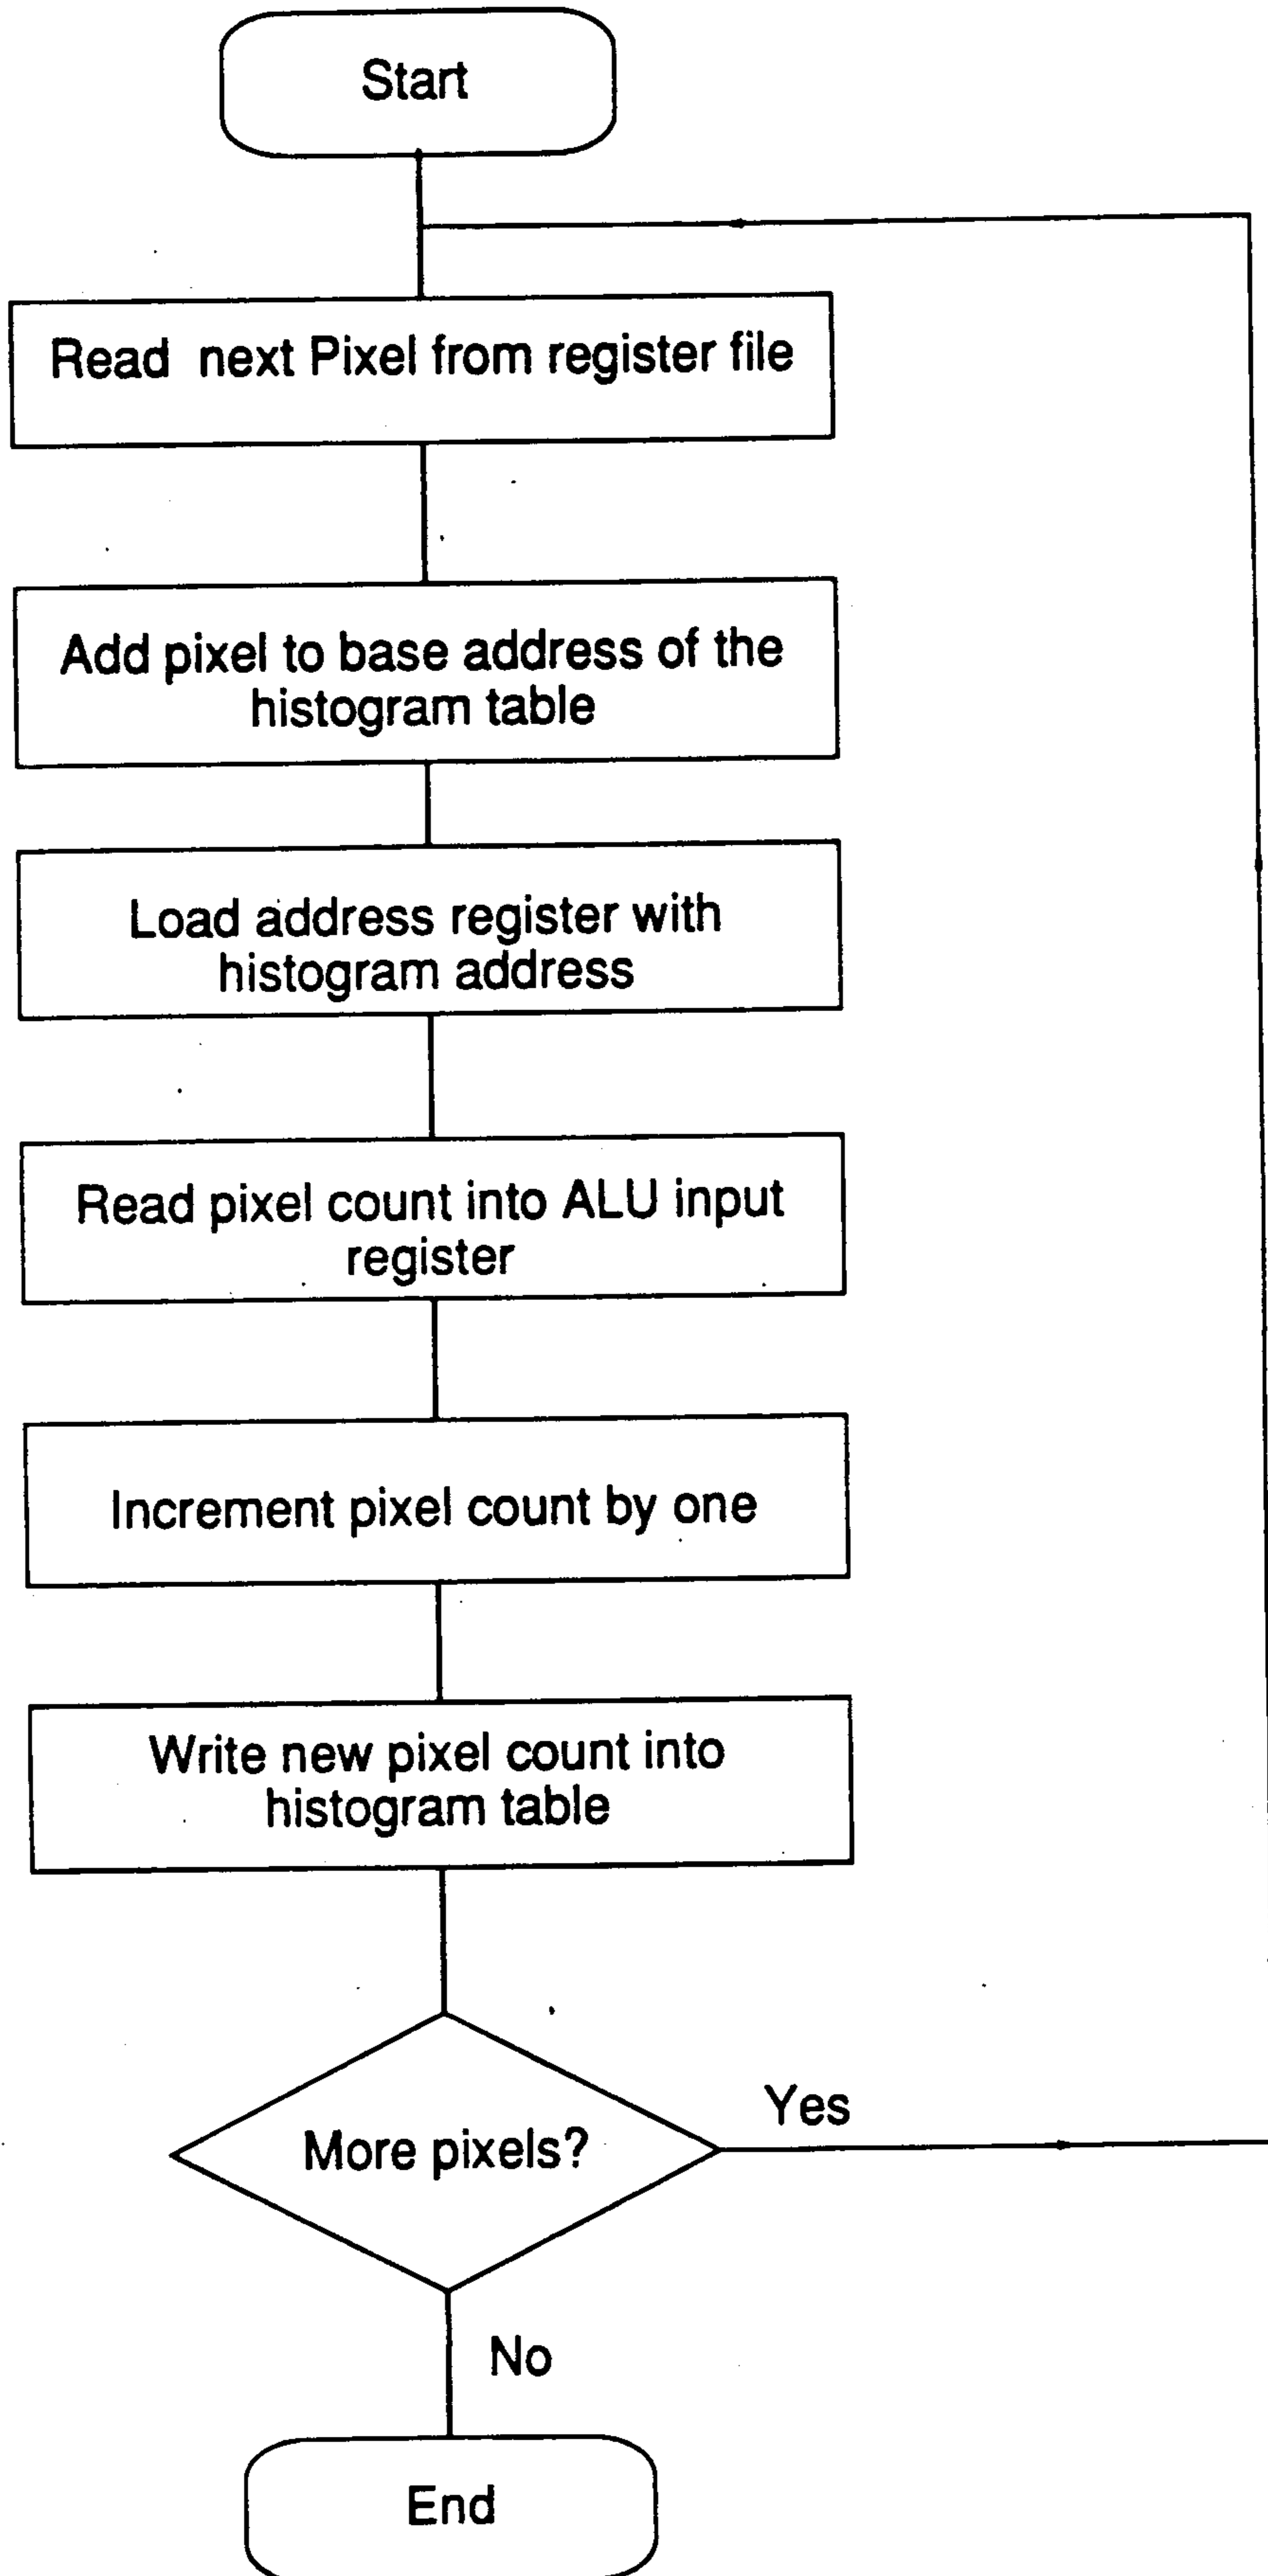 Start
Read next Pixel from register file
Add pixel to base address of the
histogram table
Load address register with
histogram address
Read pixel count into ALU input
register
Increment pixel count by one
Write new pixel count into
histogram table
More pixels?
Yes
No
End